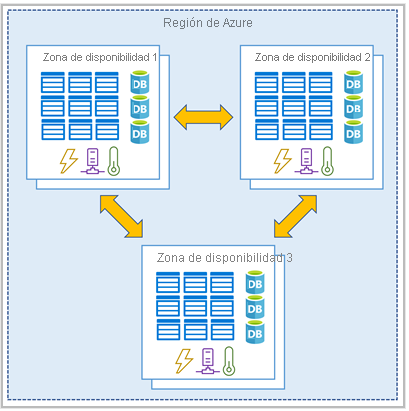 Región de Azure
Zona de disponibilidad 1
DB
DB
DB
Zona de disponibilidad 2
DB
DB
DB
Zona de disponibilidad 3
DB
DB
DB